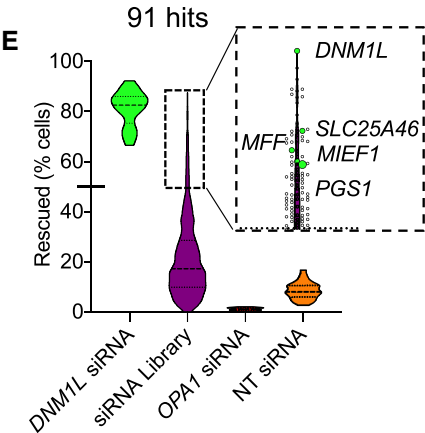 91 hits
E
Rescued (% cells)
100
80
60
40
20
0
DNM1L
SLC25A46
MFF
MIEF1
PGS1
DNM1L siRNA
siRNA Library
OPA1 siRNA
NT siRNA